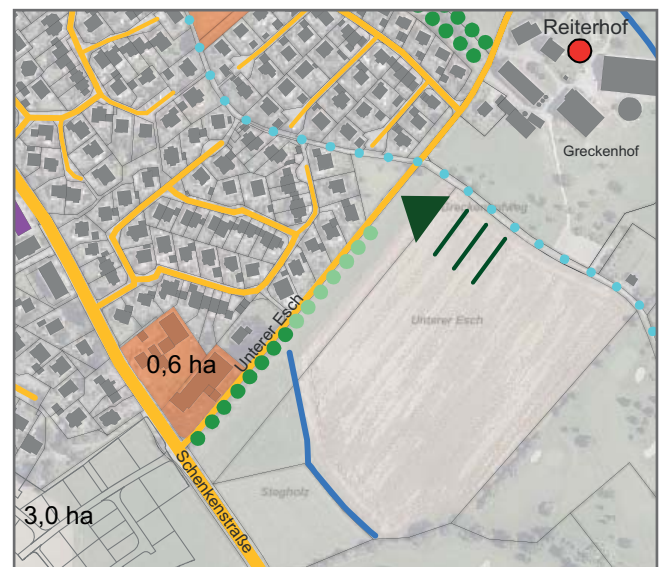 Reiterhof
Greckenhof
Unterer Esch
Unterer Esch
0,6 ha
Schenkenstraße
Stegholz
3,0 ha